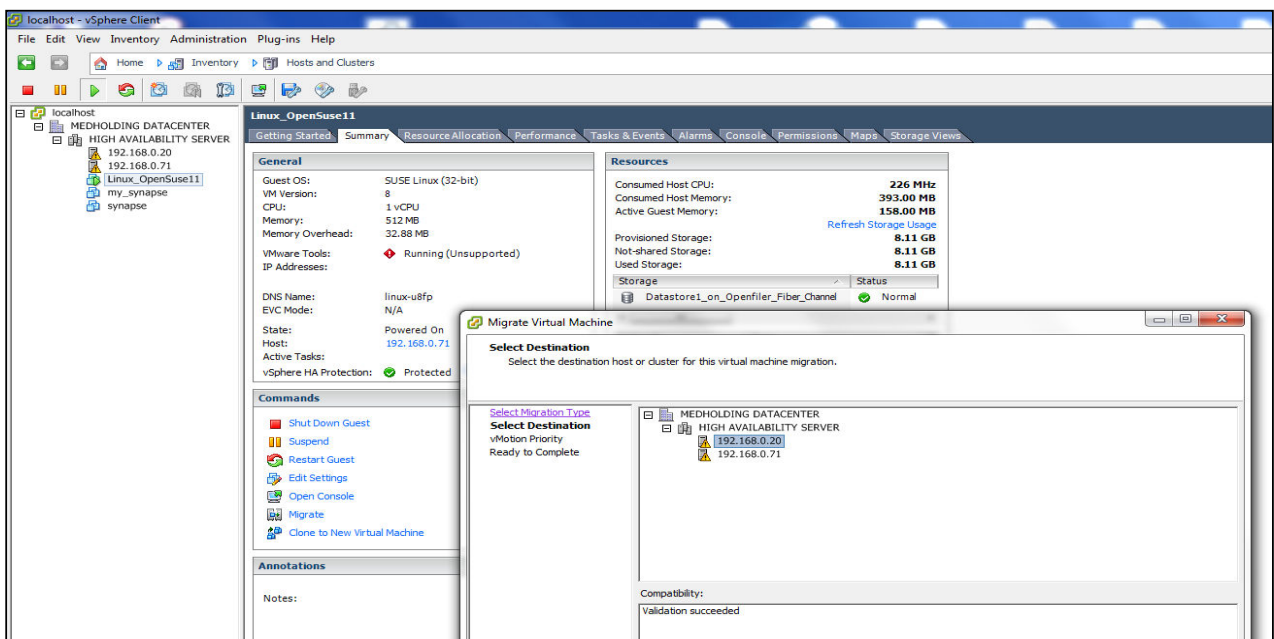 localhost - vSphere Client
File Edit View Inventory Administration Plug-ins Help
Home Inventory Hosts and Clusters
localhost
MEDHOLDING DATACENTER
HIGH AVAILABILITY SERVER
192.168.0.20
192.168.0.71
Linux_OpenSuse11
my_synapse
synapse
Linux_OpenSuse11
Getting Started Summary Resource Allocation Performance Tasks & Events Alarms Console Permissions Maps Storage Views
General
Guest OS: SUSE Linux (32-bit)
VM Version: 8
CPU: 1 vCPU
Memory: 512 MB
Memory Overhead: 32.88 MB
VMware Tools: Running (Unsupported)
IP Addresses:
DNS Name: linux-u8fp
EVC Mode: N/A
State: Powered On
Host: 192.168.0.71
Active Tasks:
vSphere HA Protection: Protected
Commands
Shut Down Guest
Suspend
Restart Guest
Edit Settings
Open Console
Migrate
Clone to New Virtual Machine
Annotations
Notes:
Resources
Consumed Host CPU: 226 MHz
Consumed Host Memory: 393.00 MB
Active Guest Memory: 158.00 MB
Refresh Storage Usage
Provisioned Storage: 8.11 GB
Not-shared Storage: 8.11 GB
Used Storage: 8.11 GB
Storage Status
Datastore1_on_Openfiler_Fiber_Channel Normal
Migrate Virtual Machine
Select Destination
Select the destination host or cluster for this virtual machine migration.
Select Migration Type
Select Destination
vMotion Priority
Ready to Complete
MEDHOLDING DATACENTER
HIGH AVAILABILITY SERVER
192.168.0.20
192.168.0.71
Compatibility:
Validation succeeded